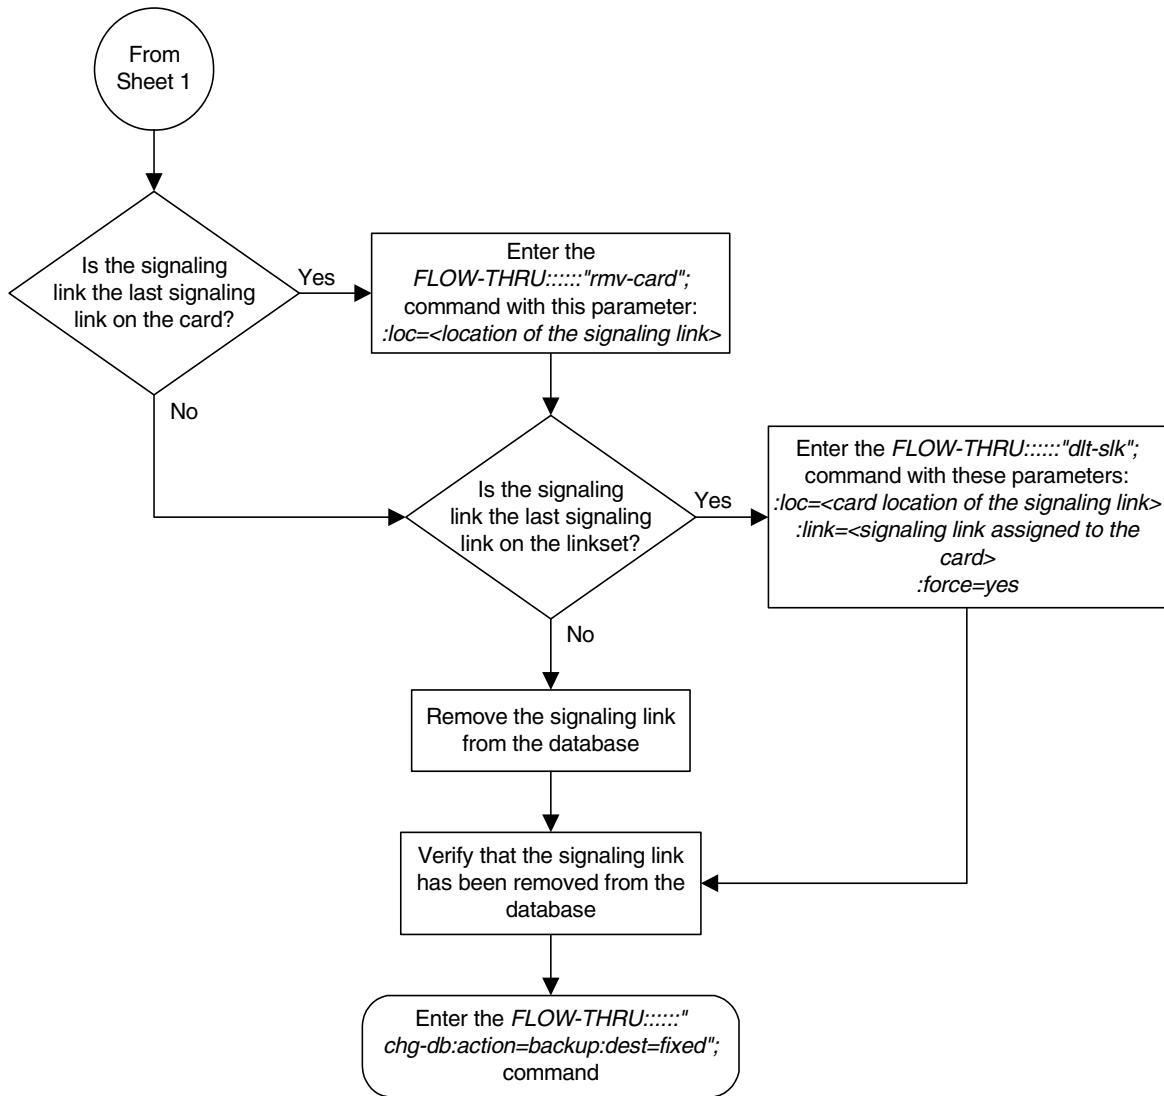 From
Sheet 1
Is the signaling
link the last signaling
link on the card?
Yes
Enter the
FLOW-THRU::::::"rmv-card";
command with this parameter:
:loc=<location of the signaling link>
No
Is the signaling
link the last signaling
link on the linkset?
Yes
Enter the FLOW-THRU::::::"dlt-slk";
command with these parameters:
:loc=<card location of the signaling link>
:link=<signaling link assigned to the
card>
:force=yes
No
Remove the signaling link
from the database
Verify that the signaling link
has been removed from the
database
Enter the FLOW-THRU::::::"
chg-db:action=backup:dest=fixed";
command